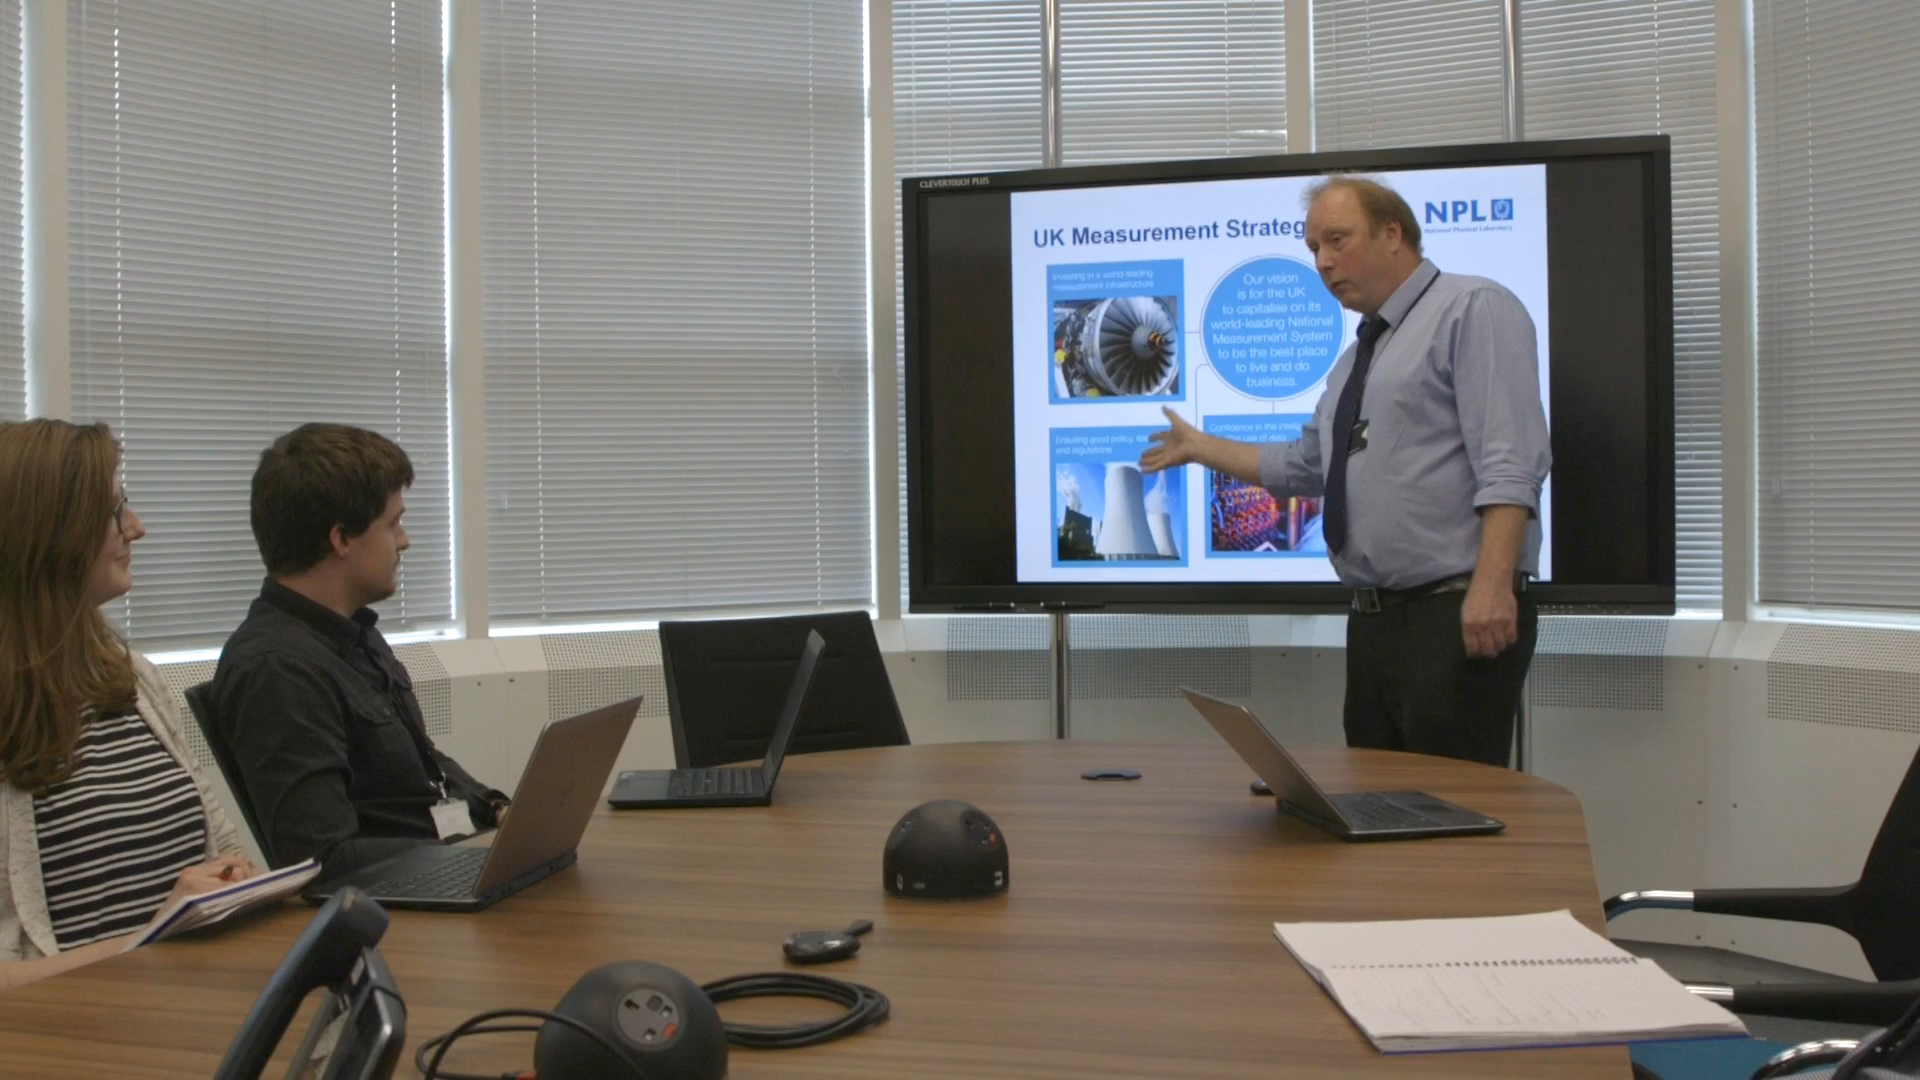 CLEVERTOUCH PLUS
UK Measurement Strateg
NPL
National Physical Laboratory
Investing in a world-leading
measurement infrastructure
Our vision
is for the UK
to capitalise on its
world-leading National
Measurement System
to be the best place
to live and do
business.
Ensuring good policy,
and regulations
Confidence in the intellig
use of data